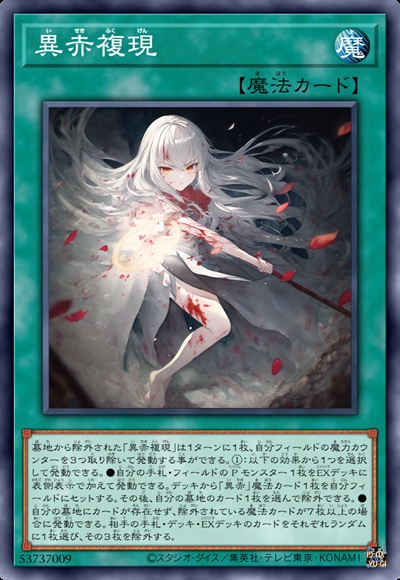 異赤複現
魔
【魔法カード】
墓地から除外された「異赤複現」は1ターンに1枚、自分フィールドの魔力カウ
ンターを3つ取り除いて発動する事ができる。①:以下の効果から1つを選択
して発動できる。●自分の手札・フィールドのPモンスター1枚をEXデッキに
表側表示で加えて発動できる。デッキから「異赤」魔法カード1枚を自分フィ
ールドにセットする。その後、自分の墓地のカード1枚を選んで除外できる。●
自分の墓地にカードが存在せず、除外されている魔法カードが7枚以上の場
合に発動できる。相手の手札・デッキ・EXデッキのカードをそれぞれランダム
に1枚選び、その3枚を除外する。
53737009
©スタジオ・ダイス/集英社・テレビ東京・KONAMI